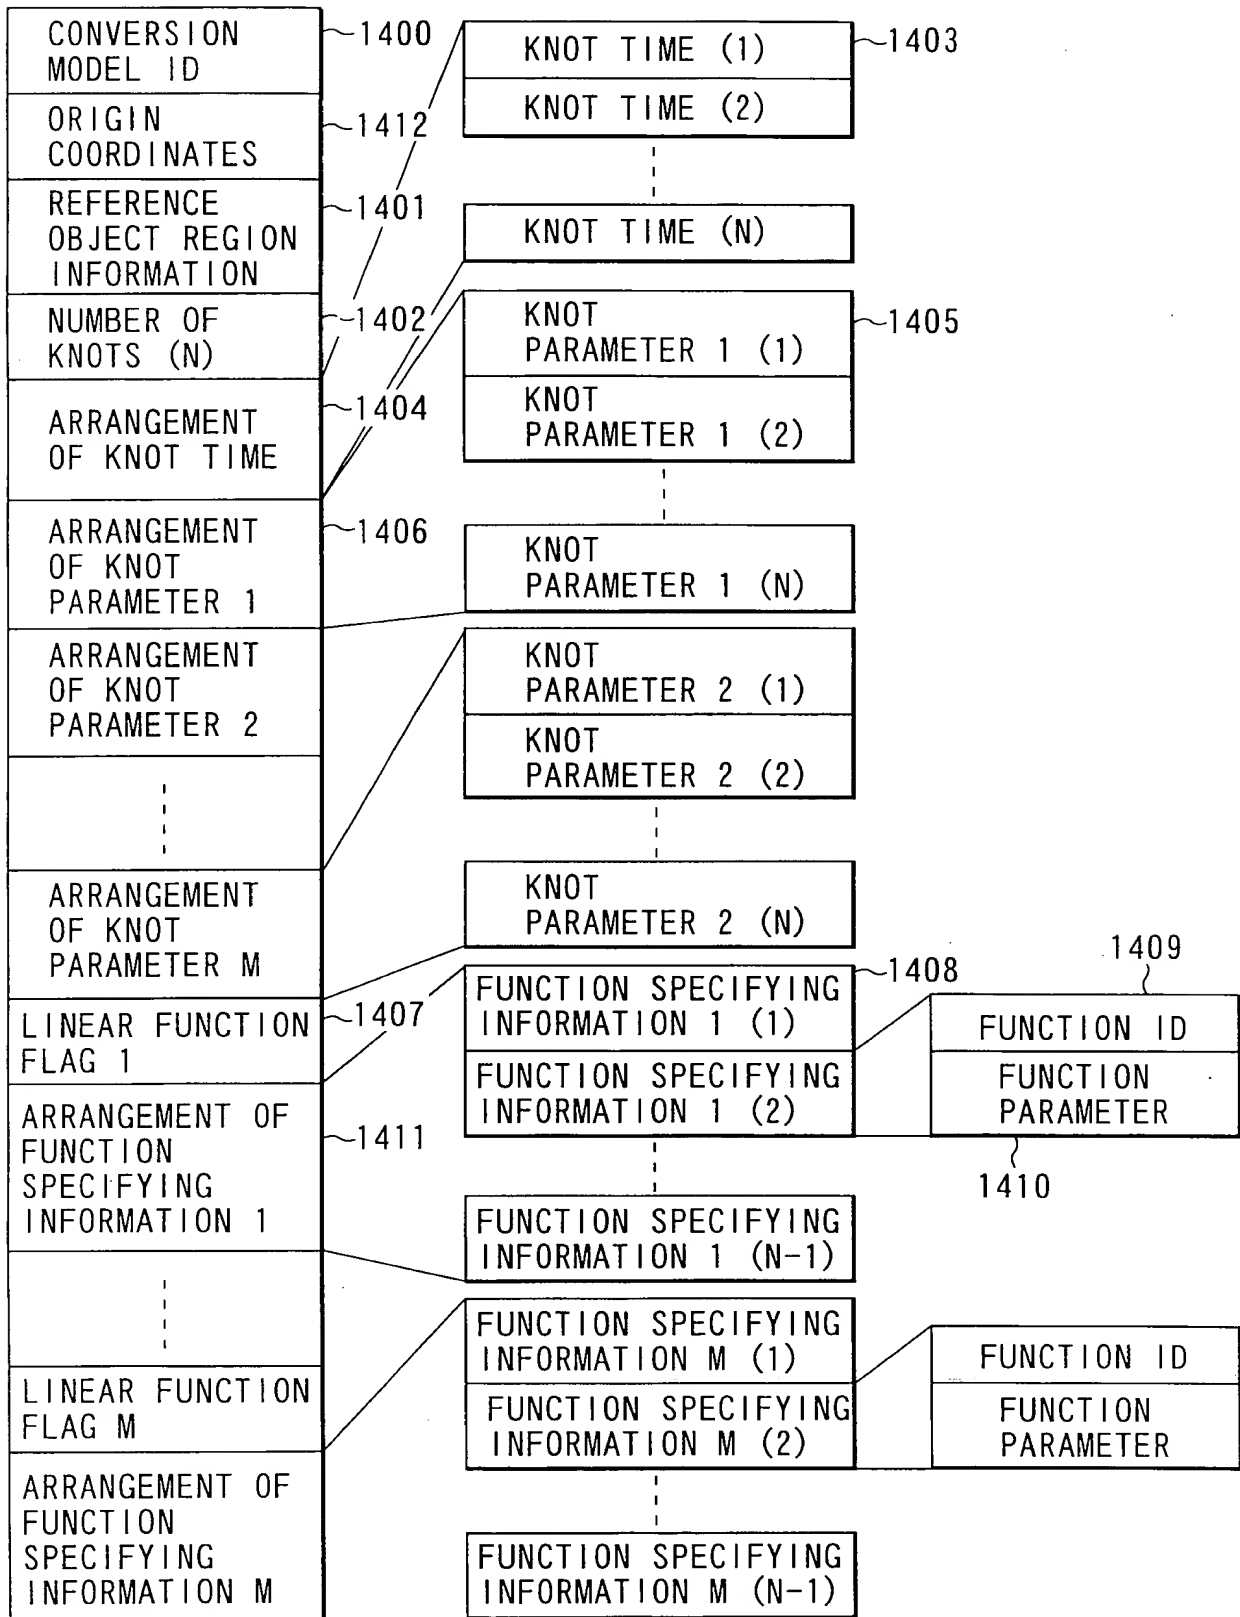 CONVERSION
MODEL ID
1400
ORIGIN
COORDINATES
1412
REFERENCE
OBJECT REGION
INFORMATION
1401
NUMBER OF
KNOTS (N)
1402
ARRANGEMENT
OF KNOT TIME
1404
ARRANGEMENT
OF KNOT
PARAMETER 1
1406
ARRANGEMENT
OF KNOT
PARAMETER 2
ARRANGEMENT
OF KNOT
PARAMETER M
LINEAR FUNCTION
FLAG 1
1407
ARRANGEMENT OF
FUNCTION
SPECIFYING
INFORMATION 1
1411
LINEAR FUNCTION
FLAG M
ARRANGEMENT OF
FUNCTION
SPECIFYING
INFORMATION M
KNOT TIME (1)
1403
KNOT TIME (2)
KNOT TIME (N)
KNOT
PARAMETER 1 (1)
1405
KNOT
PARAMETER 1 (2)
KNOT
PARAMETER 1 (N)
KNOT
PARAMETER 2 (1)
KNOT
PARAMETER 2 (2)
KNOT
PARAMETER 2 (N)
FUNCTION SPECIFYING
INFORMATION 1 (1)
1408
FUNCTION SPECIFYING
INFORMATION 1 (2)
FUNCTION SPECIFYING
INFORMATION 1 (N-1)
FUNCTION SPECIFYING
INFORMATION M (1)
FUNCTION SPECIFYING
INFORMATION M (2)
FUNCTION SPECIFYING
INFORMATION M (N-1)
1409
FUNCTION ID
FUNCTION
PARAMETER
1410
FUNCTION ID
FUNCTION
PARAMETER